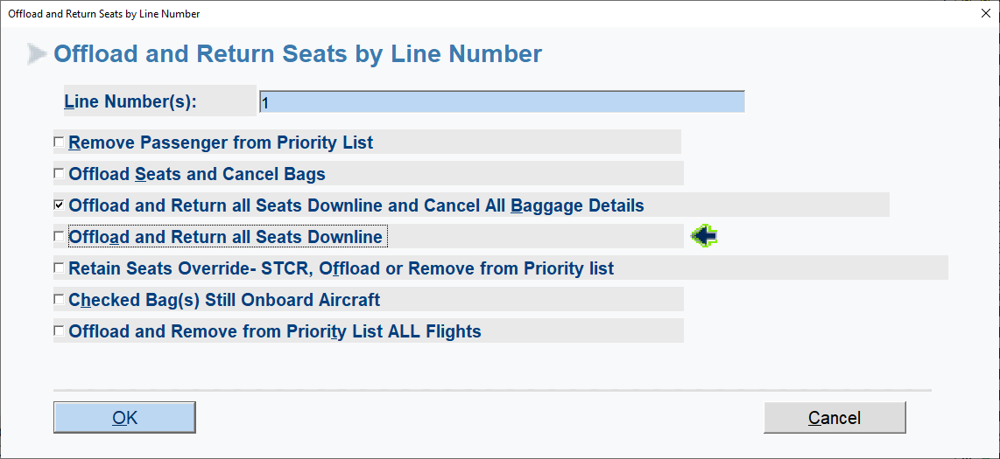 Offload and Return Seats by Line Number
Offload and Return Seats by Line Number
Line Number(s):
1
Remove Passenger from Priority List
Offload Seats and Cancel Bags
Offload and Return all Seats Downline and Cancel All Baggage Details
Offload and Return all Seats Downline
Retain Seats Override- STCR, Offload or Remove from Priority list
Checked Bag(s) Still Onboard Aircraft
Offload and Remove from Priority List ALL Flights
OK
Cancel